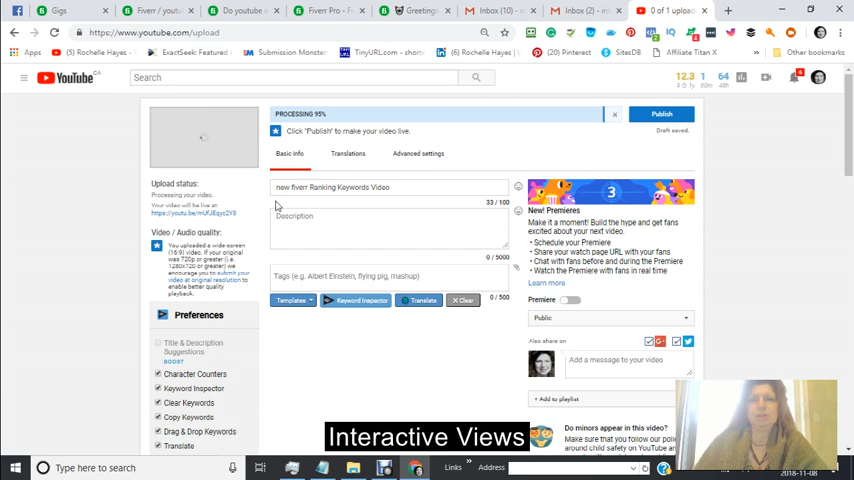 Gigs
Fiverr / youtu
Do youtube s
Fiverr Pro -
Greetings
Inbox (10) - m
Inbox (2) - int
0 of 1 upload
https://www.youtube.com/upload
Apps
(5) Rochelle Hayes -
ExactSeek: Featured
Submission Monster
TinyURL.com - shorte
(5) Rochelle Hayes -
(20) Pinterest
SitesDB
Affiliate Titan X
Other bookmarks
YouTube CA
Search
12.3 1 64
6
PROCESSING 95%
Publish
Click "Publish" to make your video live.
Draft saved.
Basic info
Translations
Advanced settings
Upload status:
Processing your video.
Your video will be live at:
https://youtu.be/mUfJEqyc2Y8
new fiverr Ranking Keywords Video
33 / 100
Description
0 / 5000
Tags (e.g. Albert Einstein, flying pig, mashup)
Templates
Keyword Inspector
Translate
Clear
0 / 500
Video / Audio quality:
You uploaded a wide-screen
(16:9) video. If your original
was 720p or greater (i.e.
1280x720 or greater) we
encourage you to submit your
video at original resolution to
enable better quality
playback.
Preferences
Title & Description
Suggestions
BOOST
Character Counters
Keyword Inspector
Clear Keywords
Copy Keywords
Drag & Drop Keywords
Translate
3
New! Premieres
Make it a moment! Build the hype and get fans
excited about your next video.
• Schedule your Premiere
• Share your watch page URL with your fans
• Chat with fans before and during the Premiere
• Watch the Premiere with fans in real time
Learn more
Premiere
Public
Also share on
Add a message to your video
+ Add to playlist
Do minors appear in this video?
Make sure that you follow our poli
around child safety on YouTube
Interactive Views
Type here to search
Links
Address
2018-11-08